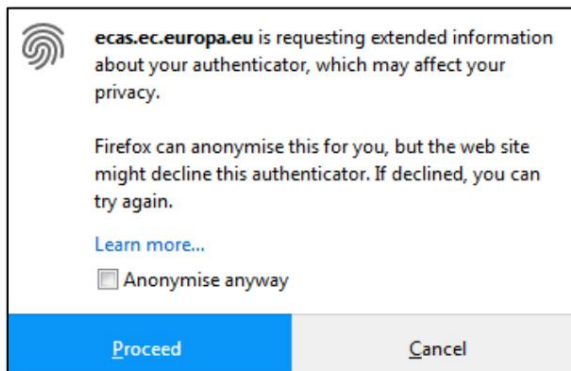 ecas.ec.europa.eu is requesting extended information
about your authenticator, which may affect your
privacy.
Firefox can anonymise this for you, but the web site
might decline this authenticator. If declined, you can
try again.
Learn more...
Anonymise anyway
Proceed
Cancel